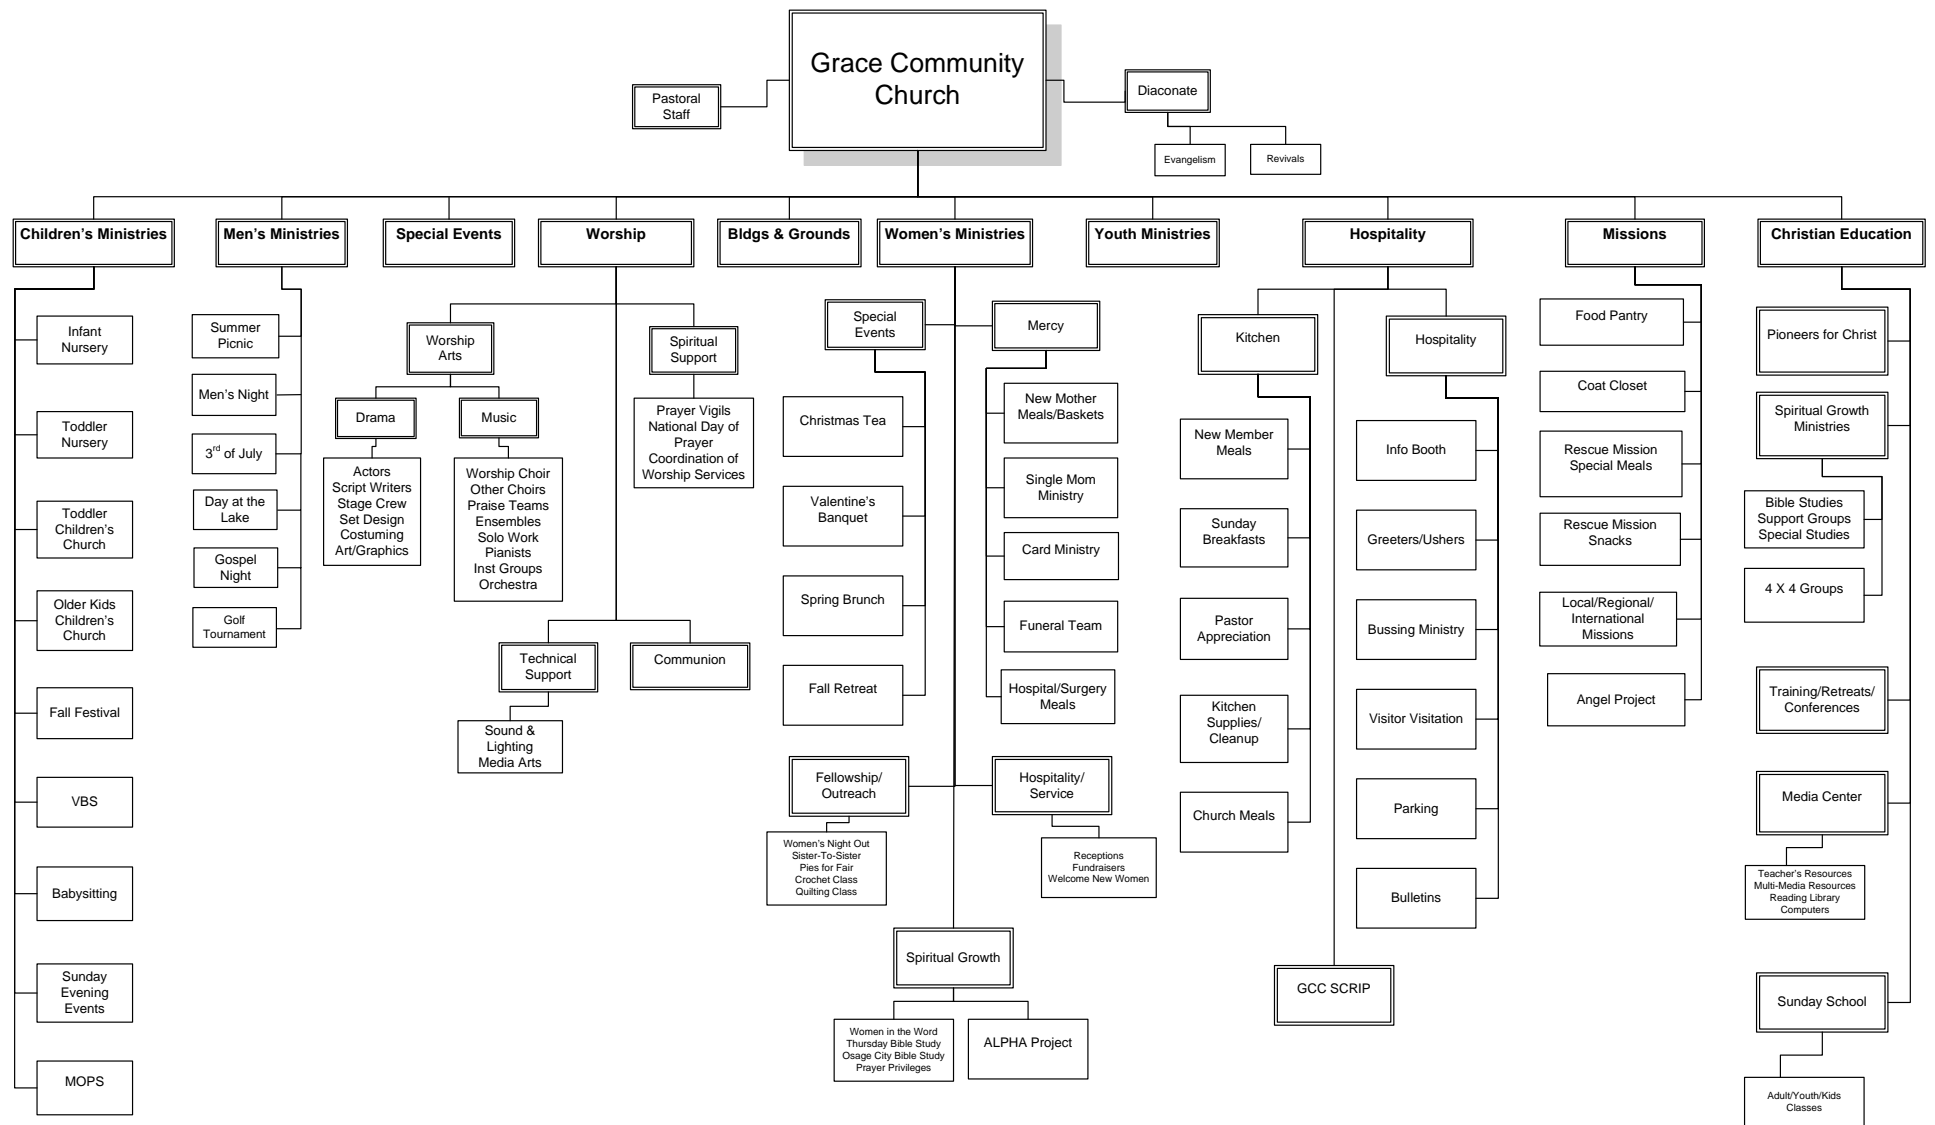 Grace Community
Church
Pastoral
Staff
Diaconate
Evangelism
Revivals
Children’s Ministries
Men’s Ministries
Special Events
Worship
Bldgs & Grounds
Women’s Ministries
Youth Ministries
Hospitality
Missions
Christian Education
Infant
Nursery
Toddler
Nursery
Toddler
Children’s
Church
Older Kids
Children’s
Church
Fall Festival
VBS
Babysitting
Sunday
Evening
Events
MOPS
Summer
Picnic
Men’s Night
3rd of July
Day at the
Lake
Gospel
Night
Golf
Tournament
Worship
Arts
Drama
Actors
Script Writers
Stage Crew
Set Design
Costuming
Art/Graphics
Music
Worship Choir
Other Choirs
Praise Teams
Ensembles
Solo Work
Pianists
Inst Groups
Orchestra
Spiritual
Support
Prayer Vigils
National Day of
Prayer
Coordination of
Worship Services
Technical
Support
Sound &
Lighting
Media Arts
Communion
Special
Events
Christmas Tea
Valentine’s
Banquet
Spring Brunch
Fall Retreat
Mercy
New Mother
Meals/Baskets
Single Mom
Ministry
Card Ministry
Funeral Team
Hospital/Surgery
Meals
Fellowship/
Outreach
Women’s Night Out
Sister-To-Sister
Pies for Fair
Crochet Class
Quilting Class
Hospitality/
Service
Receptions
Fundraisers
Welcome New Women
Spiritual Growth
Women in the Word
Thursday Bible Study
Osage City Bible Study
Prayer Privileges
ALPHA Project
Kitchen
New Member
Meals
Sunday
Breakfasts
Pastor
Appreciation
Kitchen
Supplies/
Cleanup
Church Meals
Hospitality
Info Booth
Greeters/Ushers
Bussing Ministry
Visitor Visitation
Parking
Bulletins
GCC SCRIP
Food Pantry
Coat Closet
Rescue Mission
Special Meals
Rescue Mission
Snacks
Local/Regional/
International
Missions
Angel Project
Pioneers for Christ
Spiritual Growth
Ministries
Bible Studies
Support Groups
Special Studies
4 X 4 Groups
Training/Retreats/
Conferences
Media Center
Teacher’s Resources
Multi-Media Resources
Reading Library
Computers
Sunday School
Adult/Youth/Kids
Classes